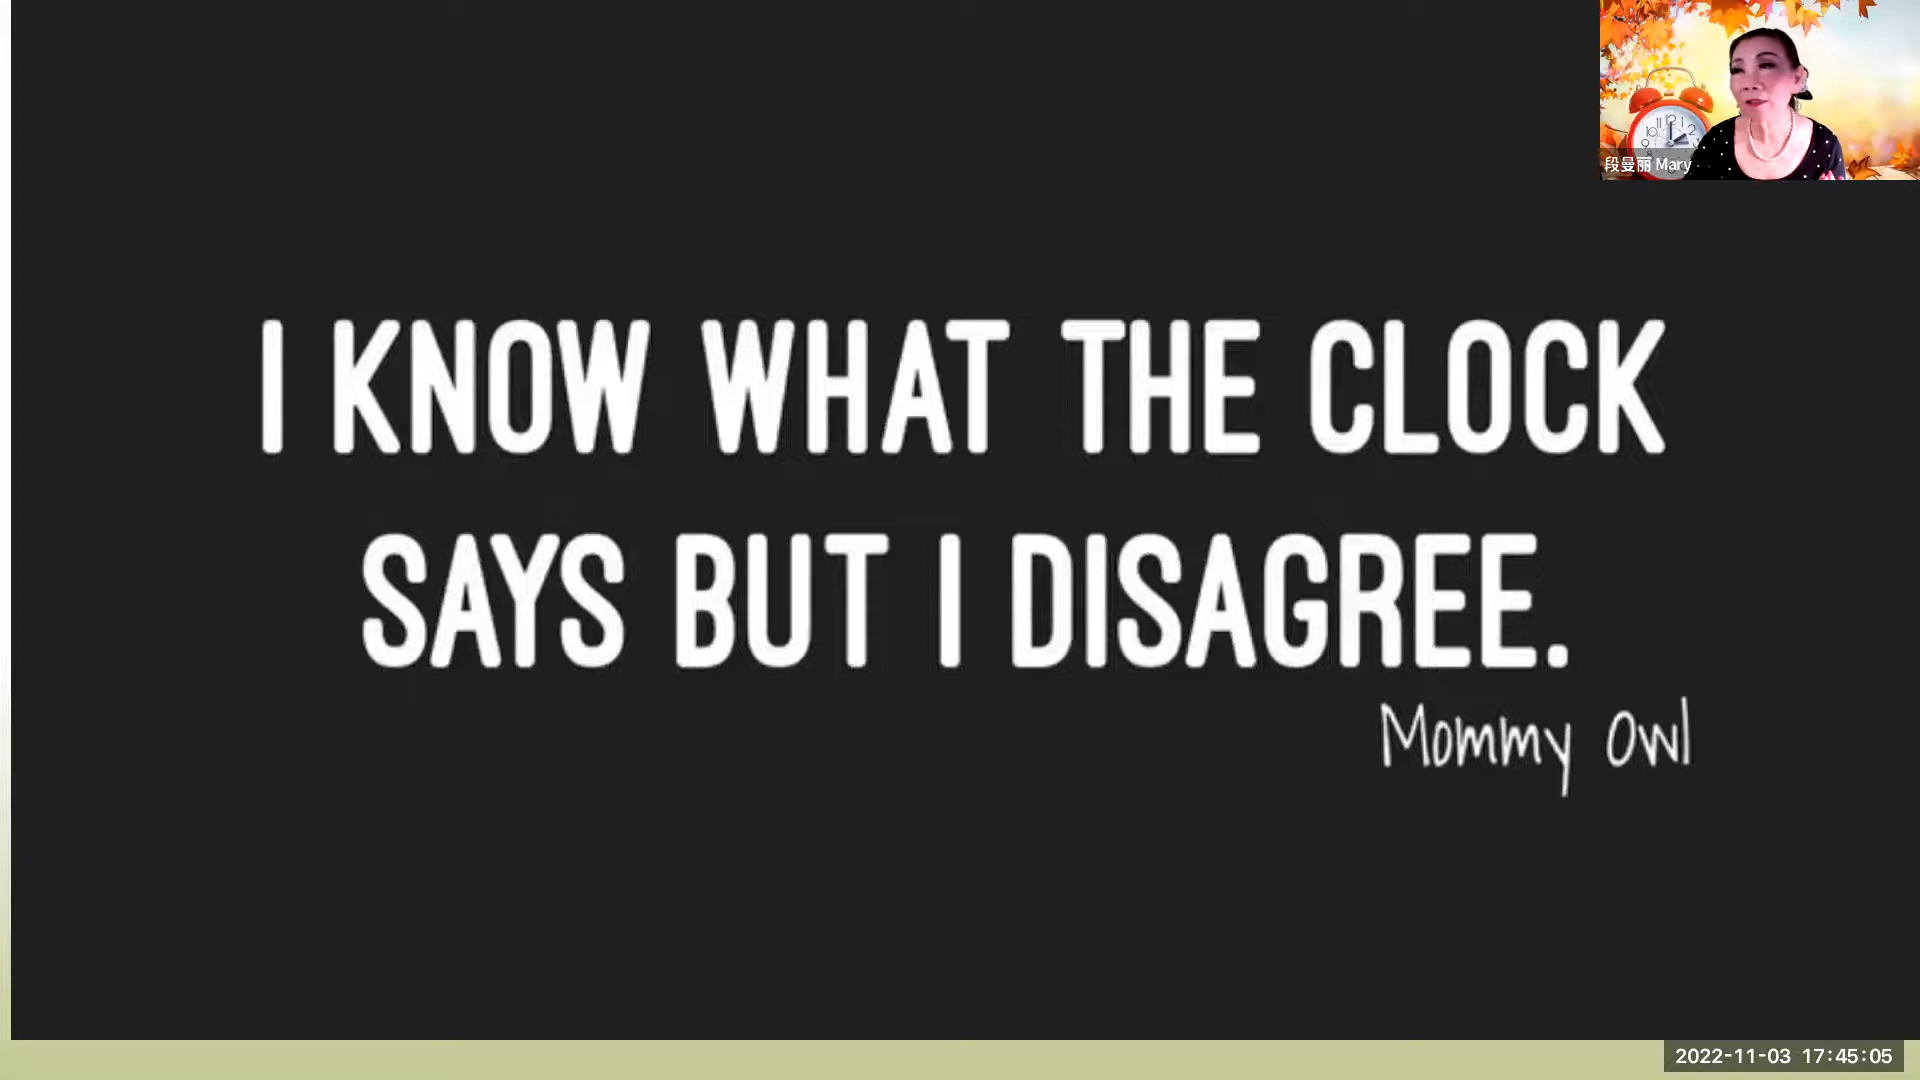 I KNOW WHAT THE CLOCK
SAYS BUT I DISAGREE.
Mommy Owl
段曼丽 Mary
2022-11-03 17:45:05